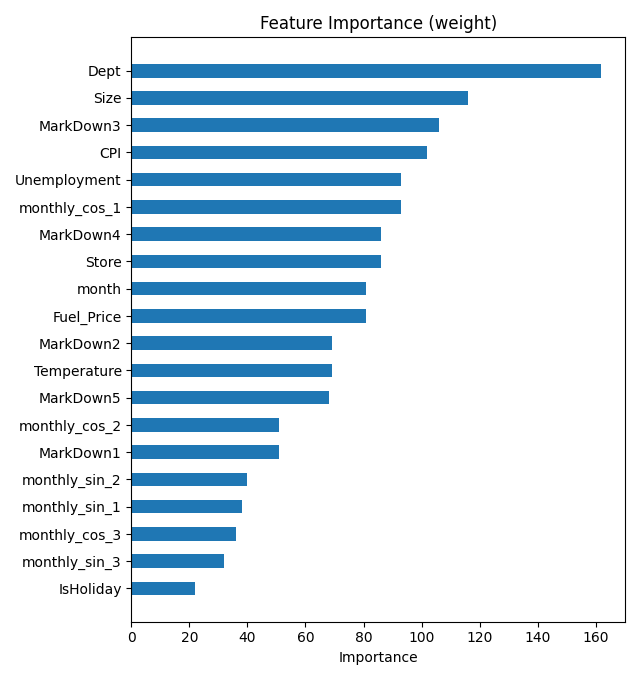 Feature Importance (weight)
Dept
Size
MarkDown3
CPI
Unemployment
monthly_cos_1
MarkDown4
Store
month
Fuel_Price
MarkDown2
Temperature
MarkDown5
monthly_cos_2
MarkDown1
monthly_sin_2
monthly_sin_1
monthly_cos_3
monthly_sin_3
IsHoliday
0 20 40 60 80 100 120 140 160
Importance